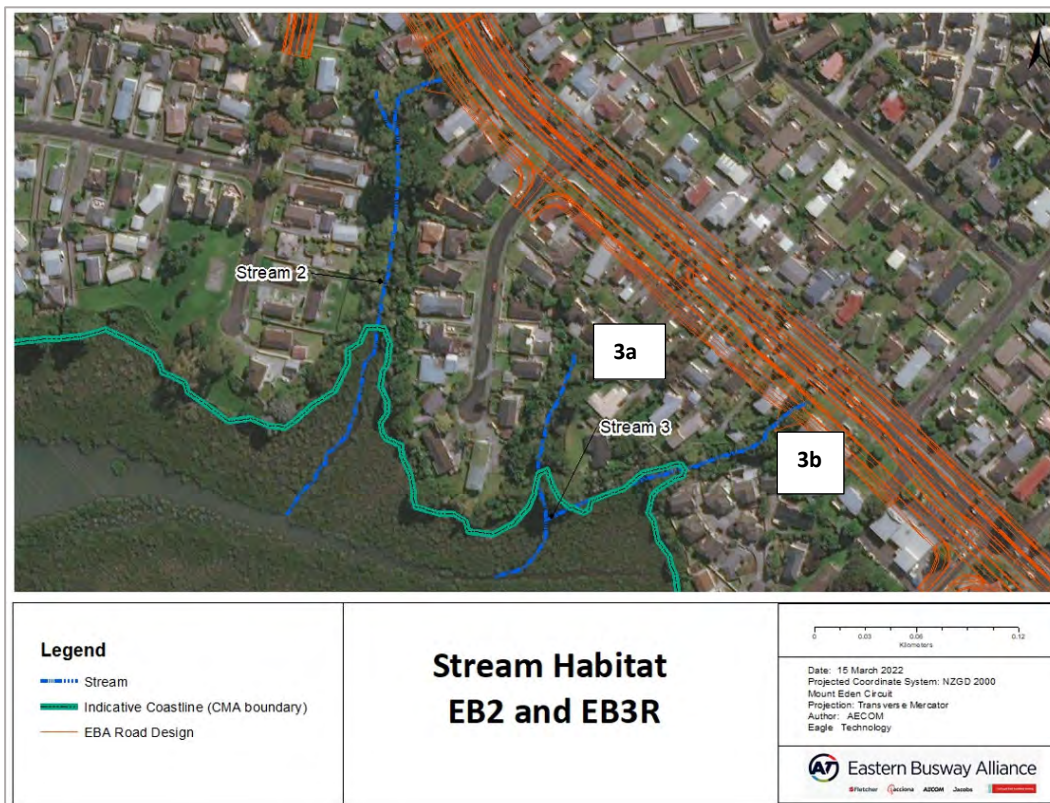 N
Stream 2
3a
Stream 3
3b
Legend
Stream
Indicative Coastline (CMA boundary)
EBA Road Design
Stream Habitat
EB2 and EB3R
0 0.03 0.06 0.12
Kilometers
Date: 15 March 2022
Projected Coordinate System: NZGD 2000
Mount Eden Circuit
Projection: Transverse Mercator
Author: AECOM
Eagle Technology
AT Eastern Busway Alliance
Fletcher acciona AECOM Jacobs